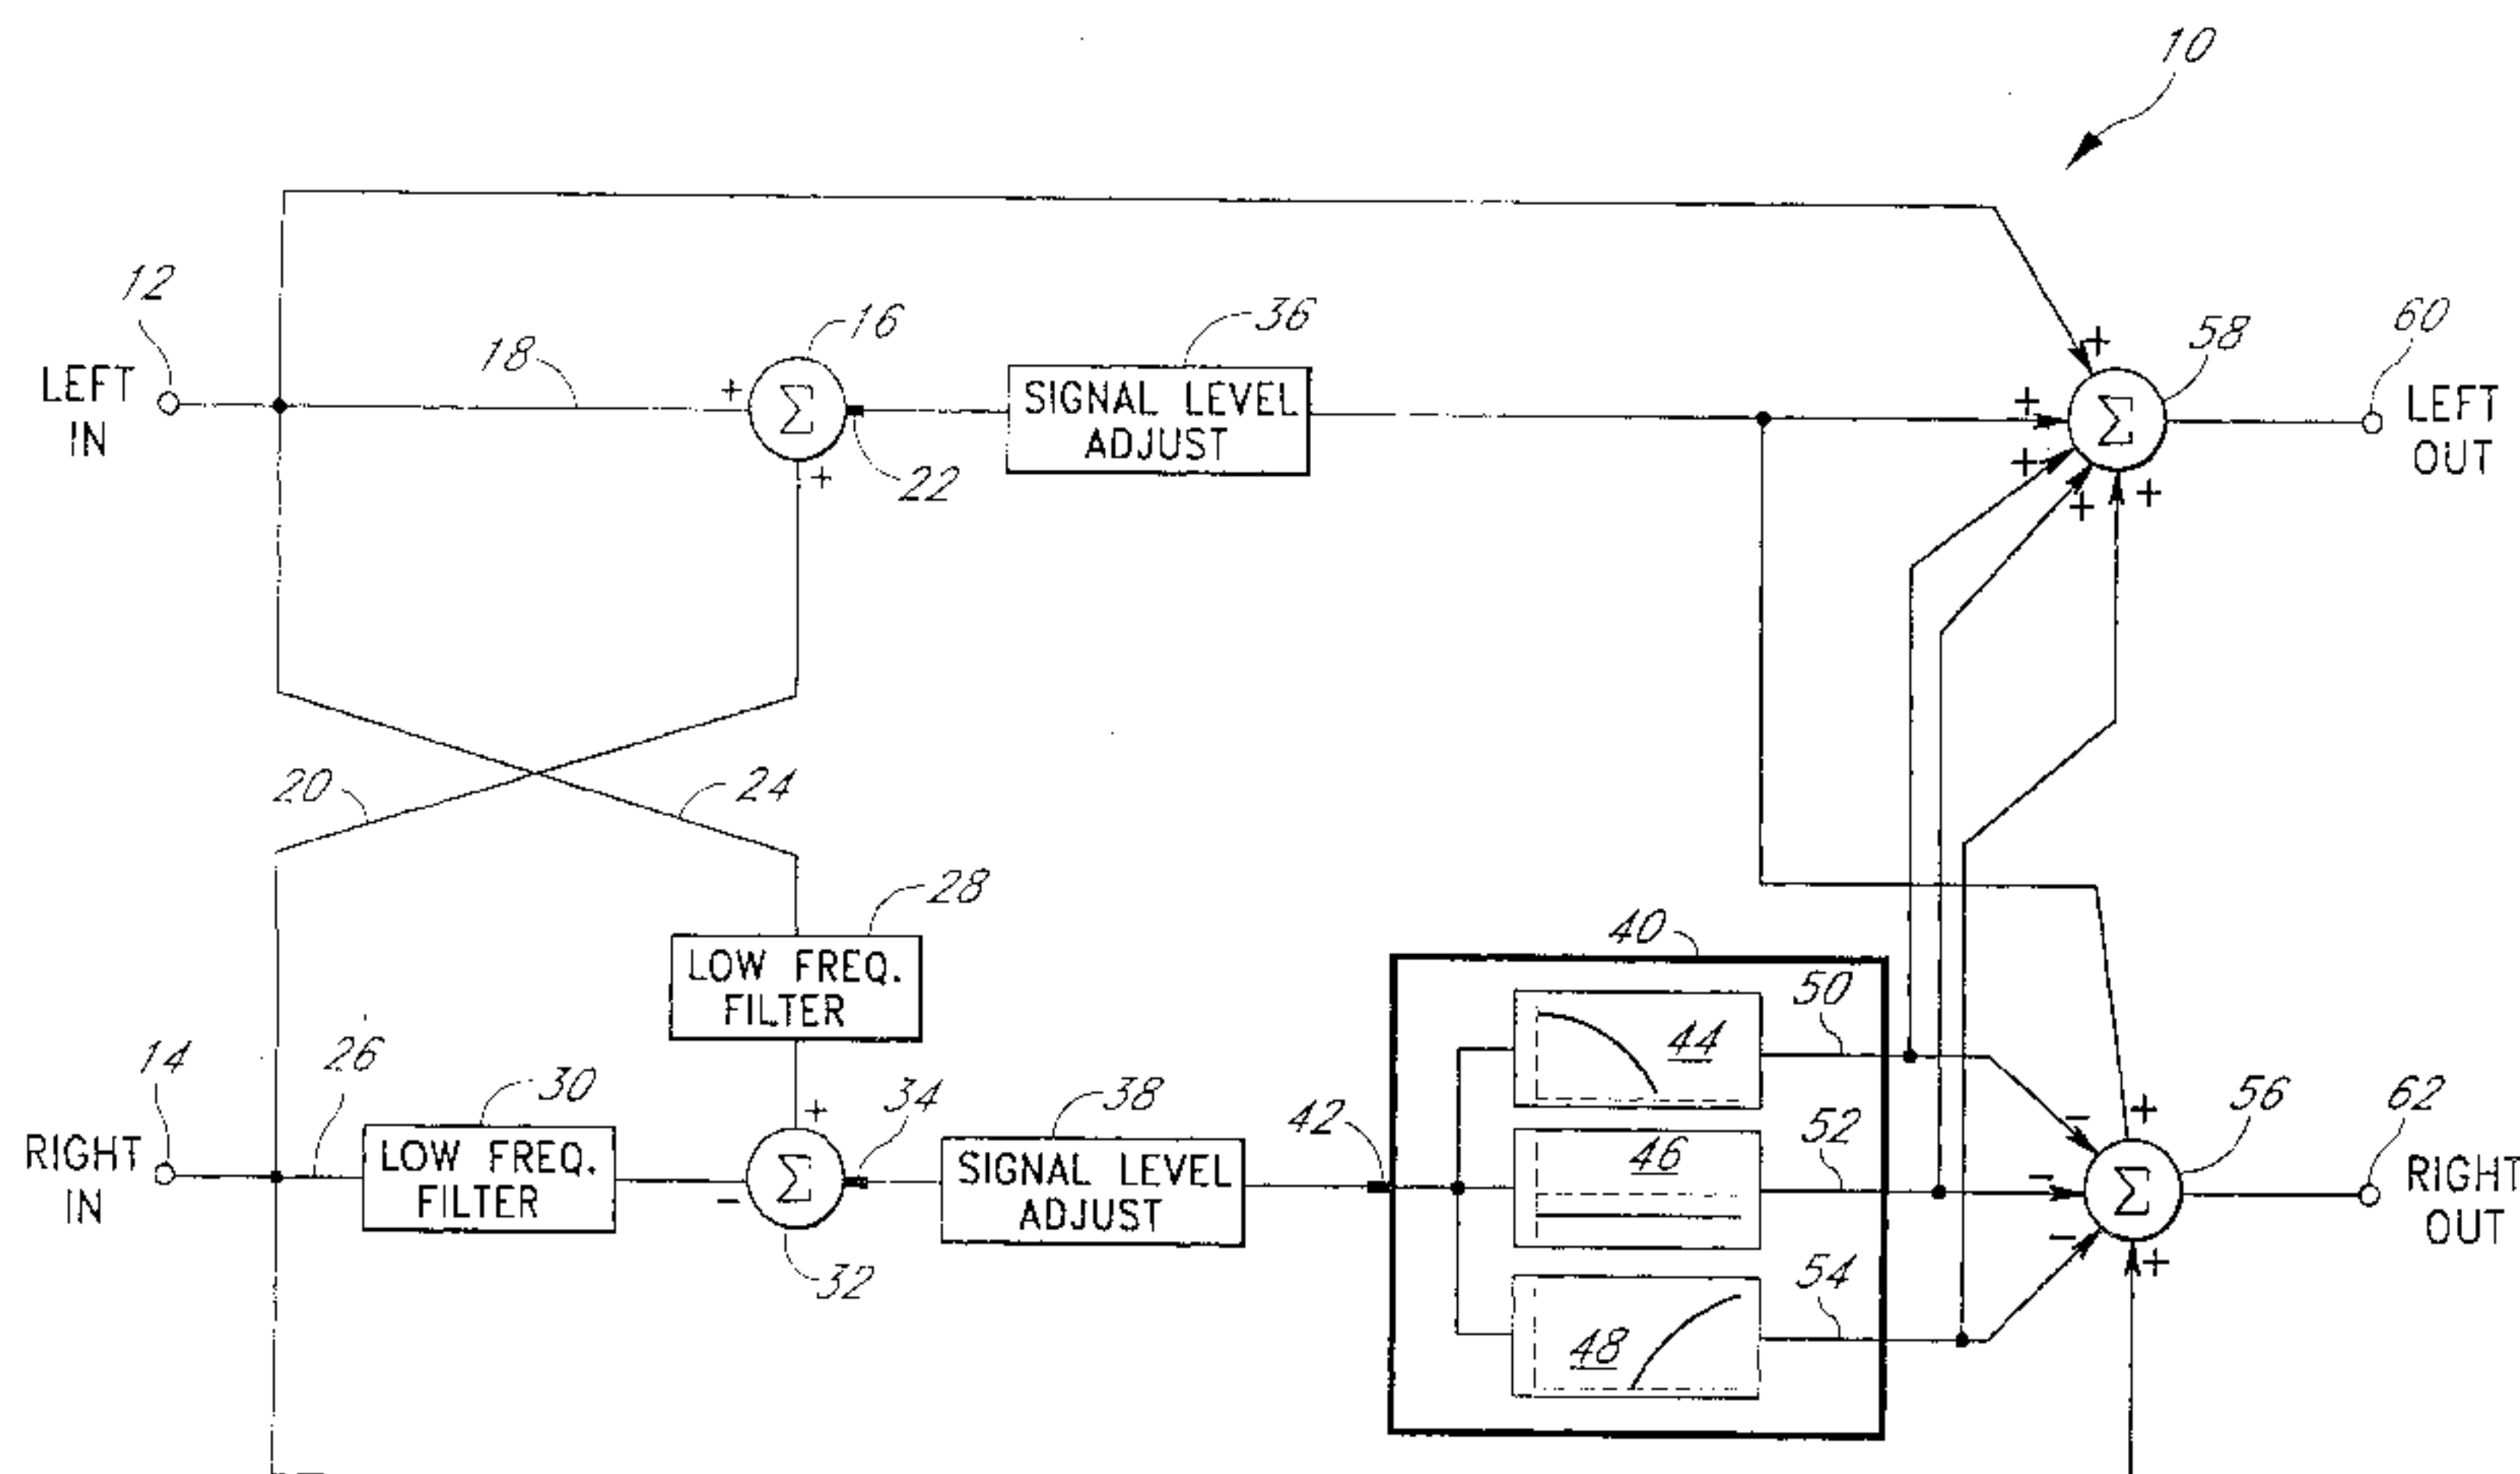 10
12
LEFT
IN
18
+
16
Σ
+
22
36
SIGNAL LEVEL
ADJUST
+
+
+
+
+
58
Σ
60
LEFT
OUT
20
24
28
LOW FREQ.
FILTER
14
RIGHT
IN
26
30
LOW FREQ.
FILTER
+
−
Σ
32
34
38
SIGNAL LEVEL
ADJUST
42
40
44
46
48
50
52
54
−
+
−
−
+
56
Σ
62
RIGHT
OUT